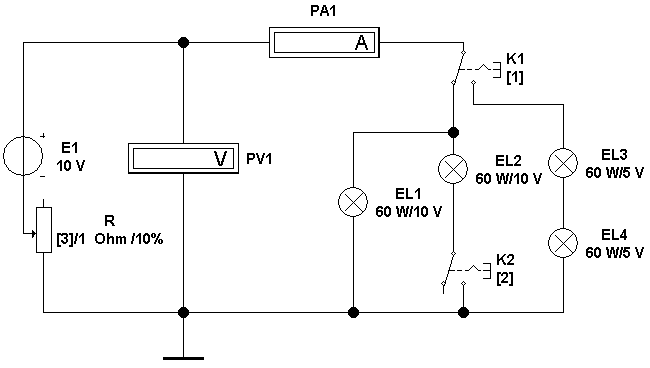 PA1
A
K1
[1]
E1
10 V
+
-
V
PV1
EL1
60 W/10 V
EL2
60 W/10 V
EL3
60 W/5 V
R
[3]/1 Ohm /10%
EL4
60 W/5 V
K2
[2]